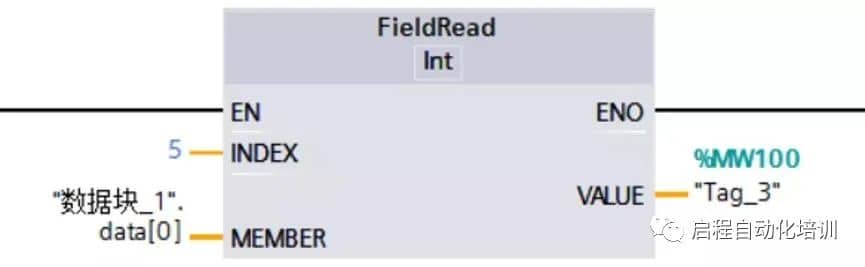 FieldRead
Int
EN
ENO
5
INDEX
%MW100
"数据块_1".
VALUE
"Tag_3"
data[0]
MEMBER
启程自动化培训